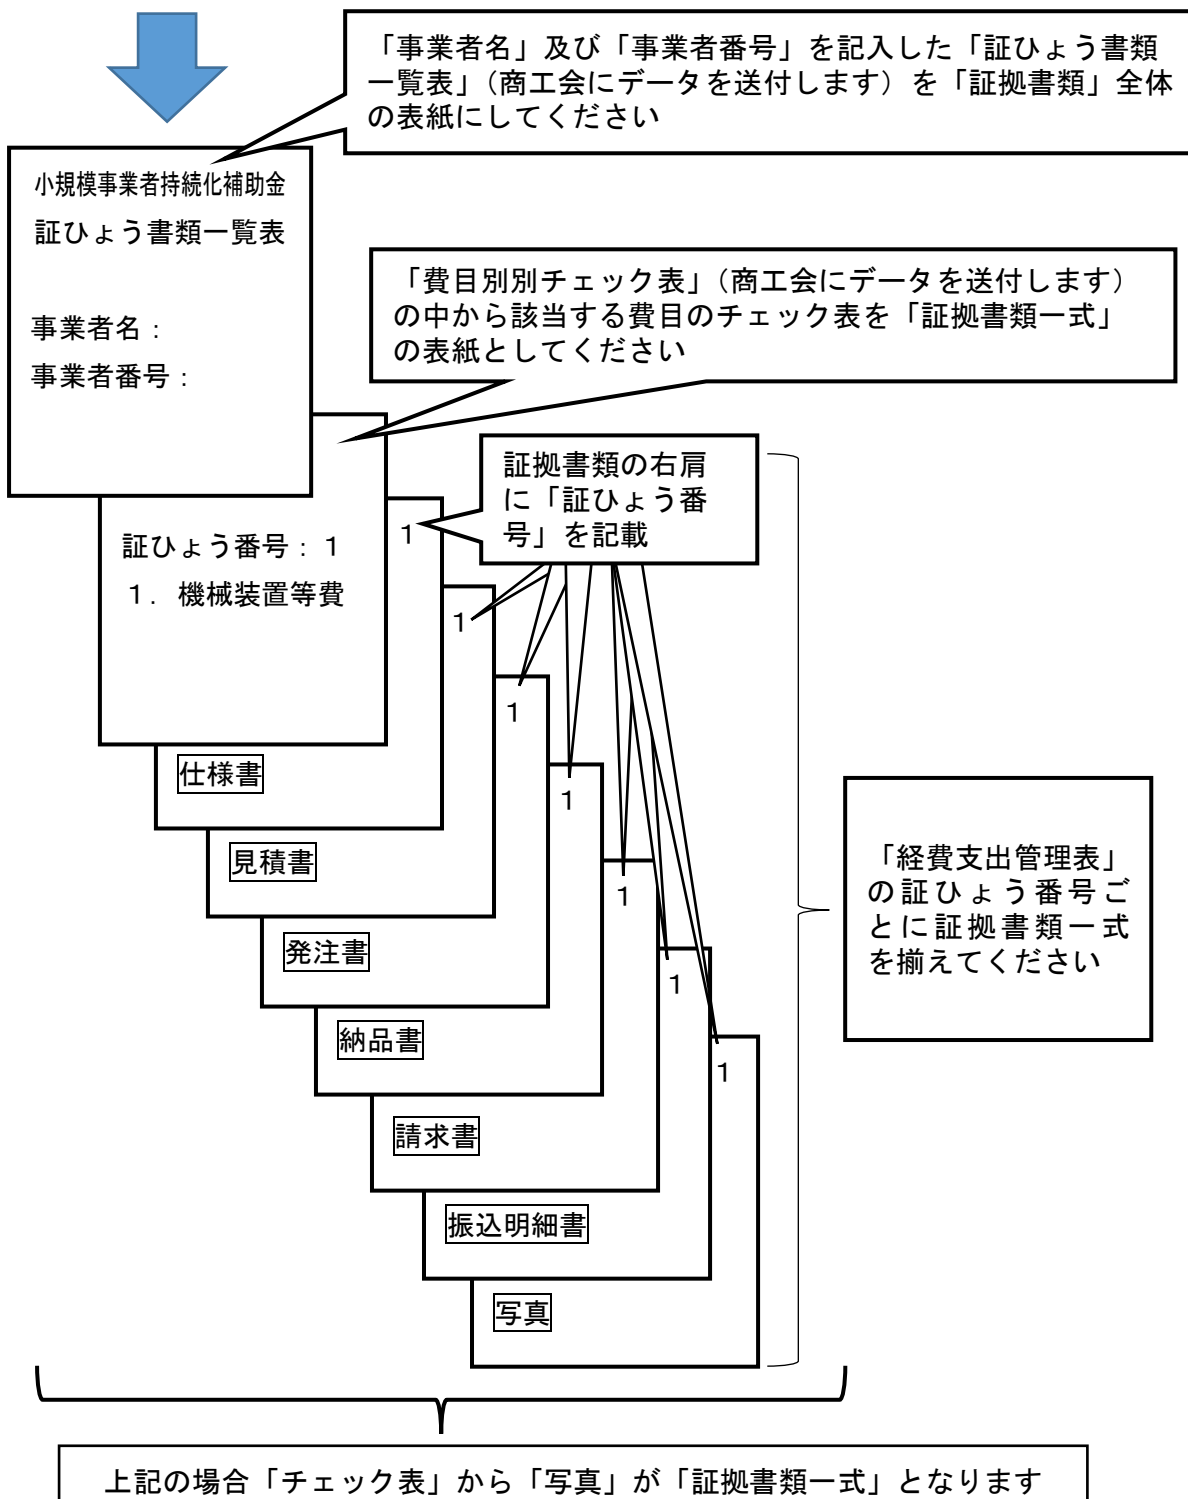 「事業者名」及び「事業者番号」を記入した「証ひょう書類
一覧表」（商工会にデータを送付します）を「証拠書類」全体
の表紙にしてください
小規模事業者持続化補助金
証ひょう書類一覧表
事業者名：
事業者番号：
「費目別別チェック表」（商工会にデータを送付します）
の中から該当する費目のチェック表を「証拠書類一式」
の表紙としてください
証拠書類の右肩
に「証ひょう番
号」を記載
証ひょう番号：１
１．機械装置等費
1
1
1
1
1
1
1
仕様書
見積書
発注書
納品書
請求書
振込明細書
写真
「経費支出管理表」
の証ひょう番号ご
とに証拠書類一式
を揃えてください
上記の場合「チェック表」から「写真」が「証拠書類一式」となります